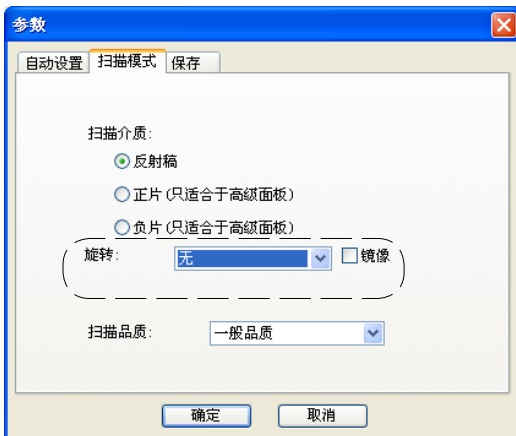 参数
自动设置 扫描模式 保存
扫描介质:
反射稿
正片(只适合于高级面板)
负片(只适合于高级面板)
旋转: 无 镜像
扫描品质: 一般品质
确定 取消